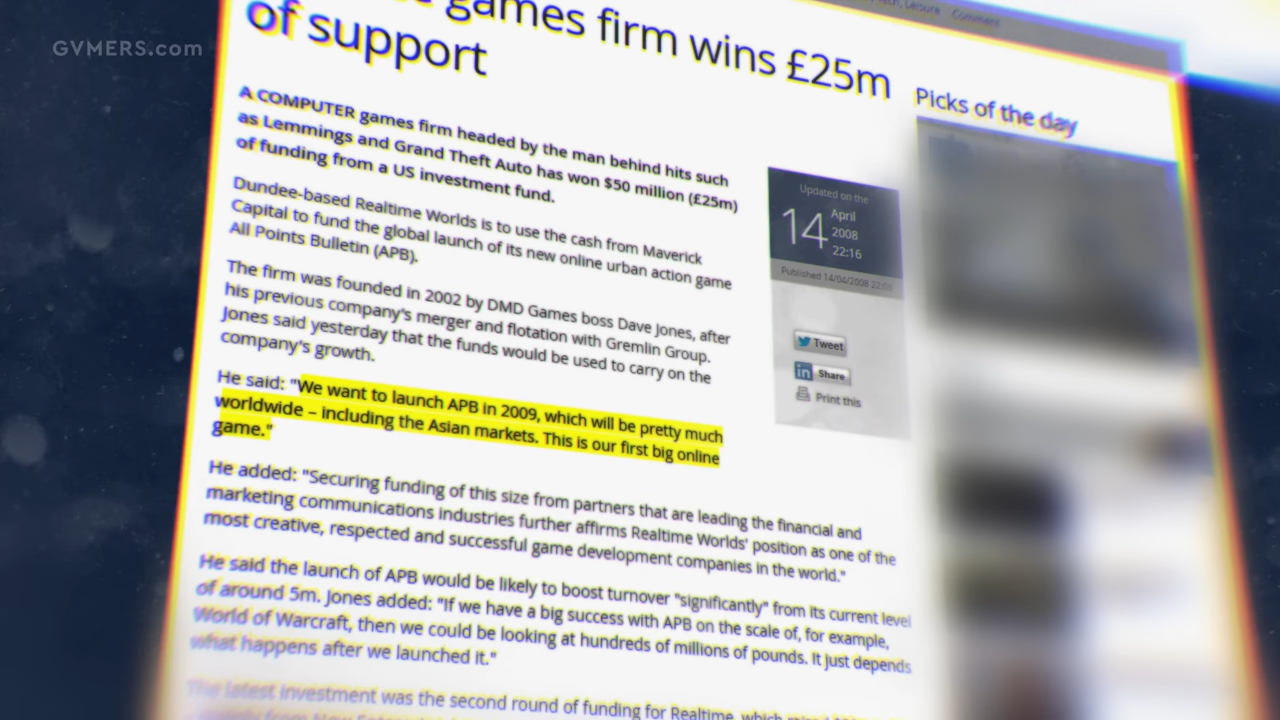 GVMERS.com
Leisure Comment
games firm wins £25m
of support
Picks of the day
A COMPUTER games firm headed by the man behind hits such
as Lemmings and Grand Theft Auto has won $50 million (£25m)
of funding from a US investment fund.
Dundee-based Realtime Worlds is to use the cash from Maverick
Capital to fund the global launch of its new online urban action game
All Points Bulletin (APB).
The firm was founded in 2002 by DMD Games boss Dave Jones, after
his previous company's merger and flotation with Gremlin Group.
Jones said yesterday that the funds would be used to carry on the
company's growth.
He said: "We want to launch APB in 2009, which will be pretty much
worldwide – including the Asian markets. This is our first big online
game."
He added: "Securing funding of this size from partners that are leading the financial and
marketing communications industries further affirms Realtime Worlds' position as one of the
most creative, respected and successful game development companies in the world."
He said the launch of APB would be likely to boost turnover "significantly" from its current level
of around 5m. Jones added: "If we have a big success with APB on the scale of, for example,
World of Warcraft, then we could be looking at hundreds of millions of pounds. It just depends
what happens after we launched it."
The latest investment was the second round of funding for Realtime, which raised
Updated on the
14 April
2008
22:16
Published 14/04/2008 22:08
Tweet
in Share
Print this